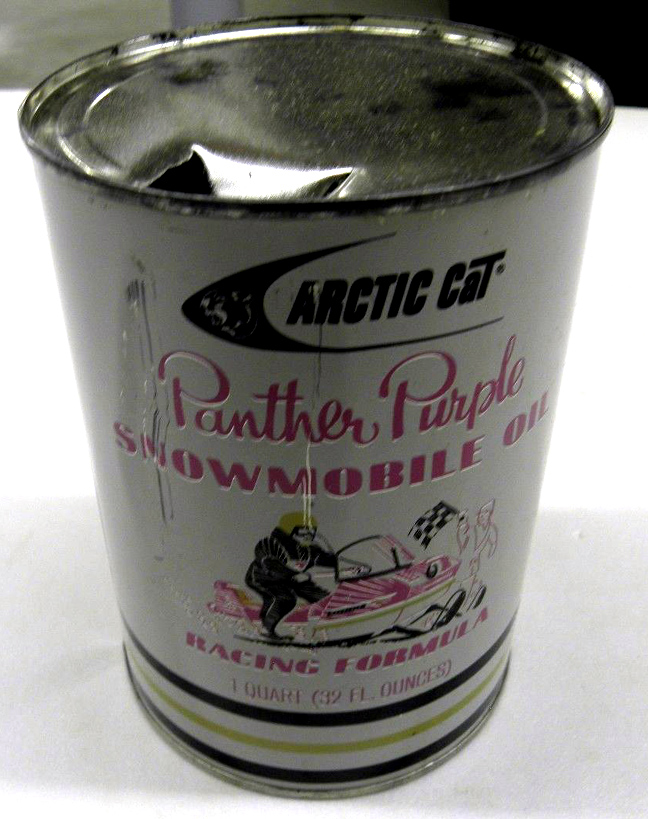 ARCTIC CaT®
Panther Purple
SNOWMOBILE OIL
RACING FORMULA
1 QUART (32 FL. OUNCES)